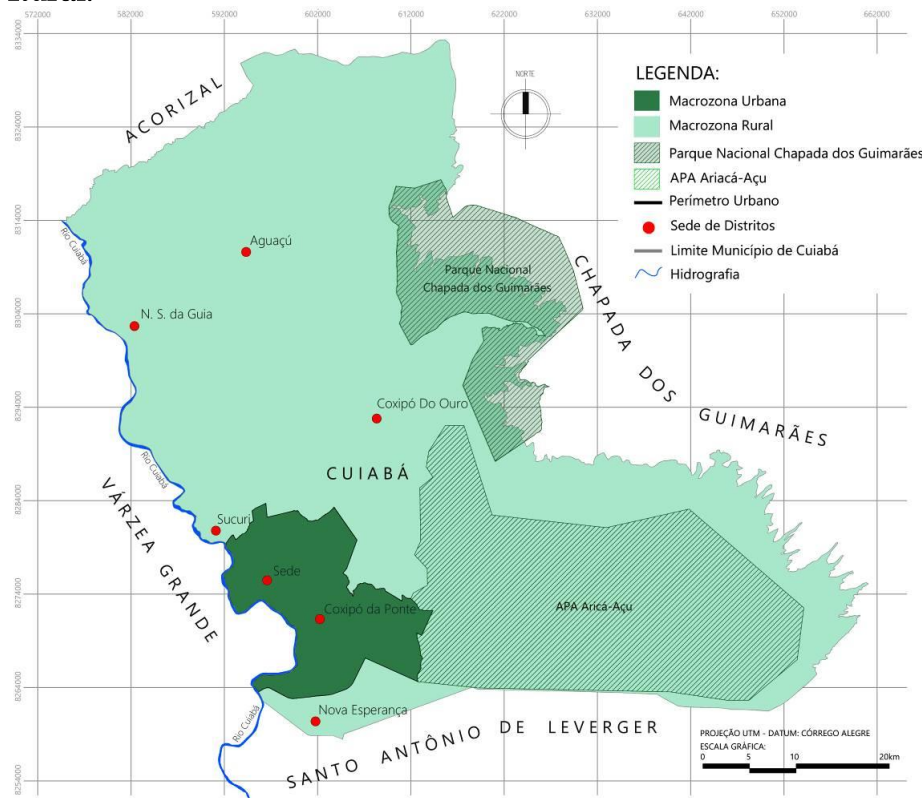 572000 582000 592000 602000 612000 622000 632000 642000 652000 662000
8334000
8324000
8314000
8304000
8294000
8284000
8274000
8264000
8254000
NORTE
LEGENDA:
Macrozona Urbana
Macrozona Rural
Parque Nacional Chapada dos Guimarães
APA Ariacá-Açu
Perímetro Urbano
Sede de Distritos
Limite Município de Cuiabá
Hidrografia
ACORIZAL
Rio Cuiabá
Aguaçú
Parque Nacional
Chapada dos Guimarães
CHAPADA DOS GUIMARÃES
N. S. da Guia
Coxipó Do Ouro
CUIABÁ
Rio Cuiabá
VÁRZEA GRANDE
Sucuri
Sede
Coxipó da Ponte
APA Aricá-Açu
Nova Esperança
Rio Cuiabá
SANTO ANTÔNIO DE LEVERGER
PROJEÇÃO UTM - DATUM: CÓRREGO ALEGRE
ESCALA GRÁFICA:
0 5 10 20km